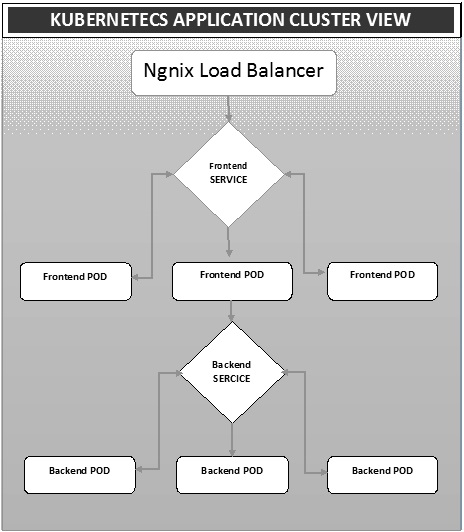 KUBERNETECS APPLICATION CLUSTER VIEW
Ngnix Load Balancer
Frontend
SERVICE
Frontend POD
Frontend POD
Frontend POD
Backend
SERCICE
Backend POD
Backend POD
Backend POD